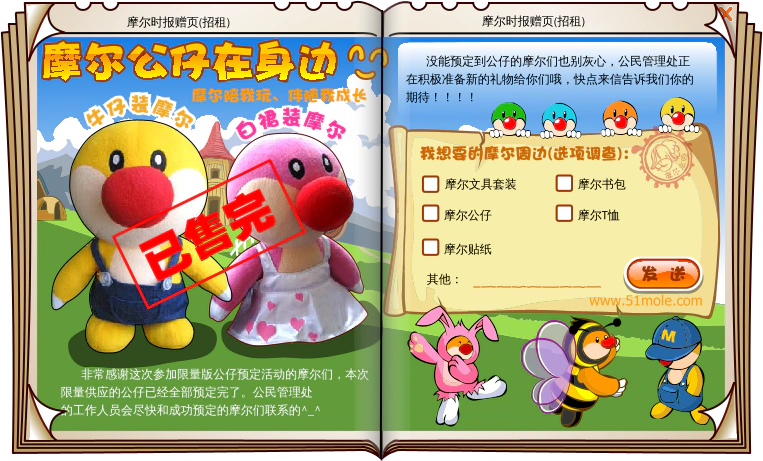 摩尔时报赠页(招租)
摩尔公仔在身边
摩尔陪我玩、伴绝我成长
牛仔装摩尔
白裙装摩尔
已售完
非常感谢这次参加限量版公仔预定活动的摩尔们，本次
限量供应的公仔已经全部预定完了。公民管理处
的工作人员会尽快和成功预定的摩尔们联系的^_^
摩尔时报赠页(招租)
没能预定到公仔的摩尔们也别灰心，公民管理处正
在积极准备新的礼物给你们哦，快点来信告诉我们你的
期待！！！！
我想要的摩尔周边(选项调查)：
摩尔文具套装
摩尔书包
摩尔公仔
摩尔T恤
摩尔贴纸
其他：
发 送
www.51mole.com
M